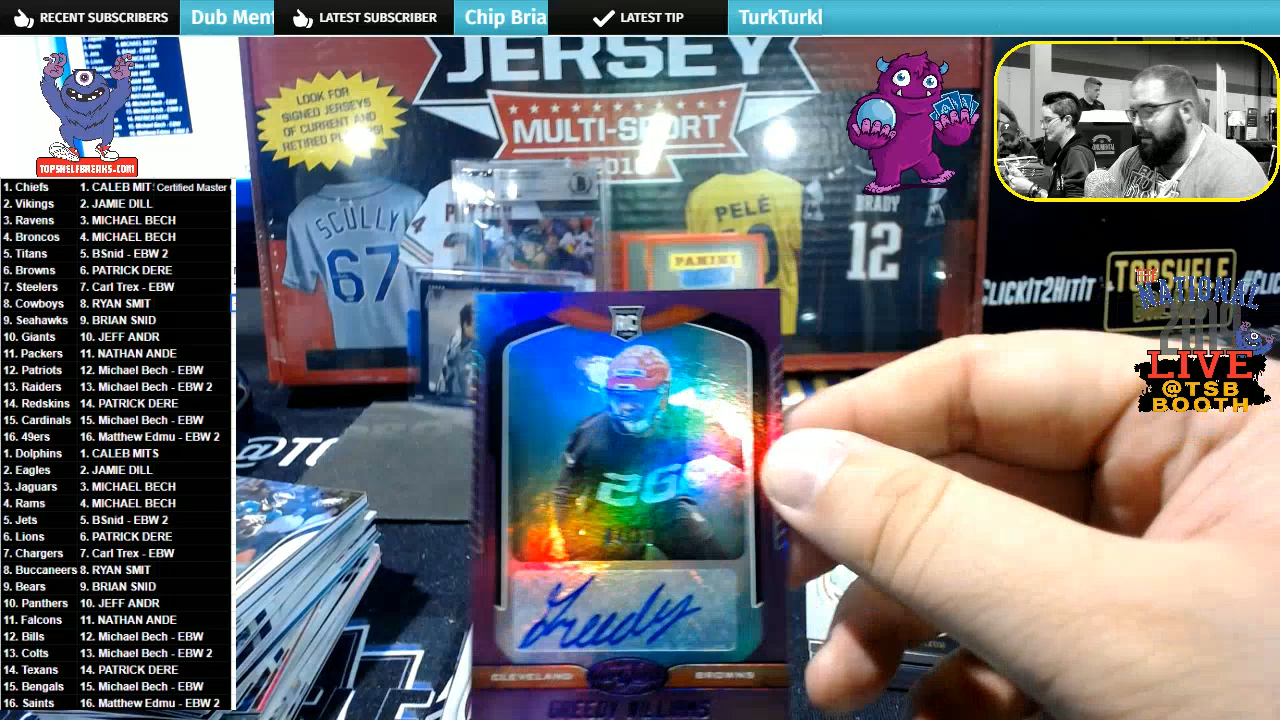 RECENT SUBSCRIBERS
Dub Ment
LATEST SUBSCRIBER
Chip Bria
LATEST TIP
TurkTurkl
JERSEY
MULTI-SPORT
LOOK FOR
SIGNED JERSEYS
OF CURRENT AND
SCULLY
67
PELÉ
BRADY
12
PANINI
TOPSHELFBREAKS.COM
1. Chiefs 1. CALEB MIT Certified Master
2. Vikings 2. JAMIE DILL
3. Ravens 3. MICHAEL BECH
4. Broncos 4. MICHAEL BECH
5. Titans 5. BSnid - EBW 2
6. Browns 6. PATRICK DERE
7. Steelers 7. Carl Trex - EBW
8. Cowboys 8. RYAN SMIT
9. Seahawks 9. BRIAN SNID
10. Giants 10. JEFF ANDR
11. Packers 11. NATHAN ANDE
12. Patriots 12. Michael Bech - EBW
13. Raiders 13. Michael Bech - EBW 2
14. Redskins 14. PATRICK DERE
15. Cardinals 15. Michael Bech - EBW
16. 49ers 16. Matthew Edmu - EBW 2
1. Dolphins 1. CALEB MITS
2. Eagles 2. JAMIE DILL
3. Jaguars 3. MICHAEL BECH
4. Rams 4. MICHAEL BECH
5. Jets 5. BSnid - EBW 2
6. Lions 6. PATRICK DERE
7. Chargers 7. Carl Trex - EBW
8. Buccaneers 8. RYAN SMIT
9. Bears 9. BRIAN SNID
10. Panthers 10. JEFF ANDR
11. Falcons 11. NATHAN ANDE
12. Bills 12. Michael Bech - EBW
13. Colts 13. Michael Bech - EBW 2
14. Texans 14. PATRICK DERE
15. Bengals 15. Michael Bech - EBW
16. Saints 16. Matthew Edmu - EBW 2
CLICKIT2HITIT
TOPSHELF
THE
NATIONAL
2019
LIVE
@TSB
BOOTH
RC
26
Greedy
CLEVELAND BROWNS
GREEDY WILLIAMS